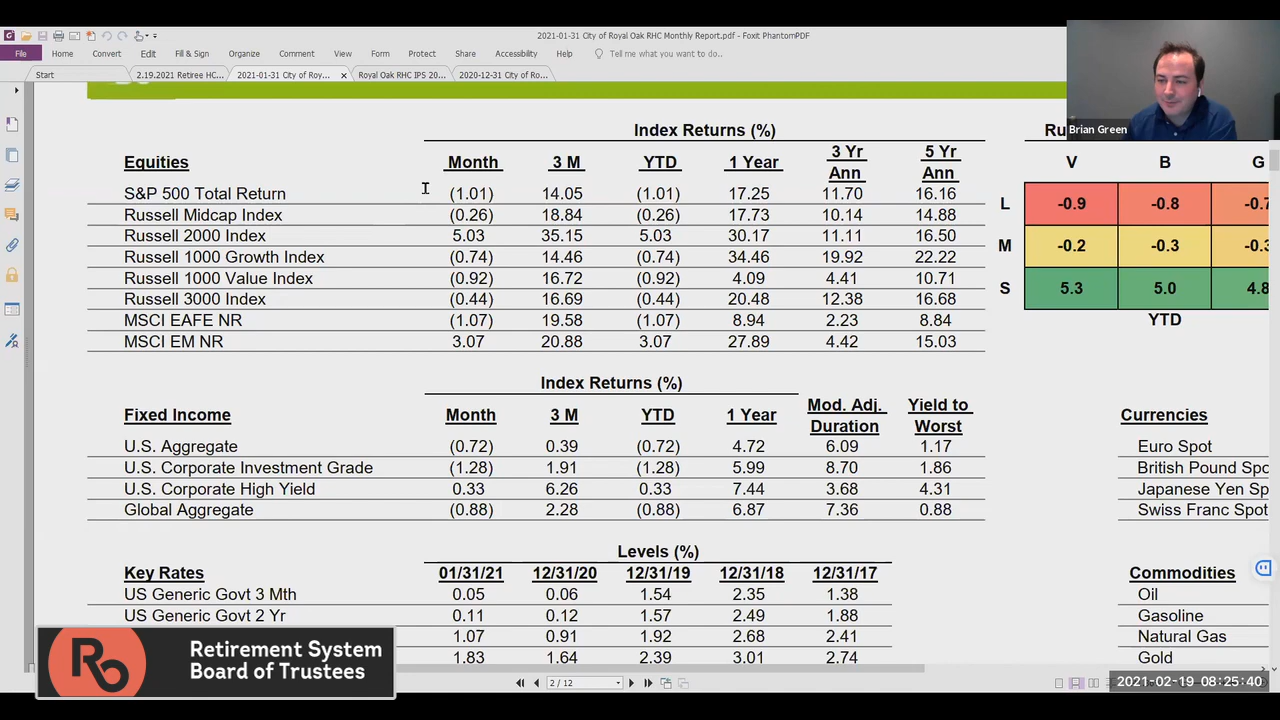 2021-01-31 City of Royal Oak RHC Monthly Report.pdf - Foxit PhantomPDF
File Home Convert Edit Fill & Sign Organize Comment View Form Protect Share Accessibility Help Tell me what you want to do...
Start 2.19.2021 Retiree HC... 2021-01-31 City of Roy... Royal Oak RHC IPS 20... 2020-12-31 City of Ro...
Brian Green
Index Returns (%)
Equities Month 3 M YTD 1 Year 3 Yr Ann 5 Yr Ann
S&P 500 Total Return (1.01) 14.05 (1.01) 17.25 11.70 16.16
Russell Midcap Index (0.26) 18.84 (0.26) 17.73 10.14 14.88
Russell 2000 Index 5.03 35.15 5.03 30.17 11.11 16.50
Russell 1000 Growth Index (0.74) 14.46 (0.74) 34.46 19.92 22.22
Russell 1000 Value Index (0.92) 16.72 (0.92) 4.09 4.41 10.71
Russell 3000 Index (0.44) 16.69 (0.44) 20.48 12.38 16.68
MSCI EAFE NR (1.07) 19.58 (1.07) 8.94 2.23 8.84
MSCI EM NR 3.07 20.88 3.07 27.89 4.42 15.03
Ru
V B G
L -0.9 -0.8 -0.7
M -0.2 -0.3 -0.3
S 5.3 5.0 4.8
YTD
Index Returns (%)
Fixed Income Month 3 M YTD 1 Year Mod. Adj. Duration Yield to Worst
U.S. Aggregate (0.72) 0.39 (0.72) 4.72 6.09 1.17
U.S. Corporate Investment Grade (1.28) 1.91 (1.28) 5.99 8.70 1.86
U.S. Corporate High Yield 0.33 6.26 0.33 7.44 3.68 4.31
Global Aggregate (0.88) 2.28 (0.88) 6.87 7.36 0.88
Currencies
Euro Spot
British Pound Spo
Japanese Yen Sp
Swiss Franc Spot
Levels (%)
Key Rates 01/31/21 12/31/20 12/31/19 12/31/18 12/31/17
US Generic Govt 3 Mth 0.05 0.06 1.54 2.35 1.38
US Generic Govt 2 Yr 0.11 0.12 1.57 2.49 1.88
1.07 0.91 1.92 2.68 2.41
1.83 1.64 2.39 3.01 2.74
Commodities
Oil
Gasoline
Natural Gas
Gold
Ro
Retirement System
Board of Trustees
2 / 12
2021-02-19 08:25:40